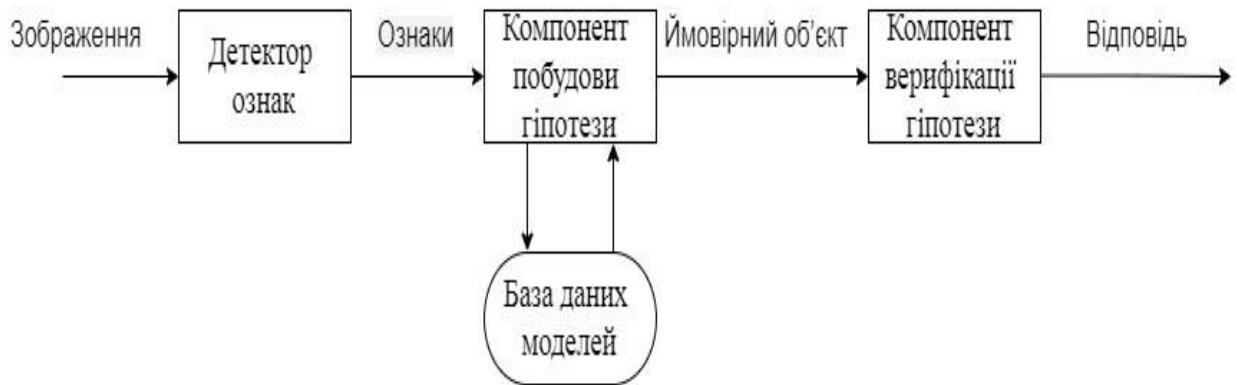 Зображення
Детектор
ознак
Ознаки
Компонент
побудови
гіпотези
Ймовірний об’єкт
Компонент
верифікації
гіпотези
Відповідь
База даних
моделей